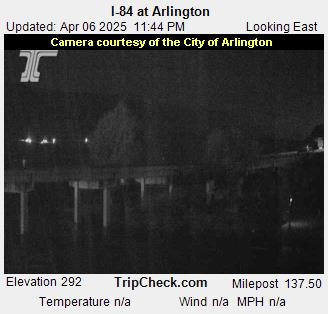 I-84 at Arlington
Updated: Apr 06 2025 11:44 PM Looking East
Camera courtesy of the City of Arlington
Elevation 292 TripCheck.com Milepost 137.50
Temperature n/a Wind n/a MPH n/a